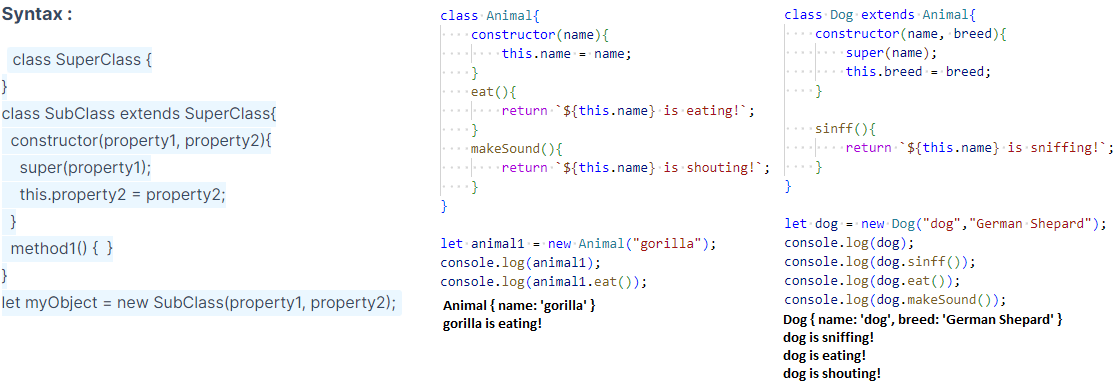 Syntax :
class SuperClass {
}
class SubClass extends SuperClass{
constructor(property1, property2){
super(property1);
this.property2 = property2;
}
method1() { }
}
let myObject = new SubClass(property1, property2);
class Animal{
constructor(name){
this.name = name;
}
eat(){
return `${this.name} is eating!`;
}
makeSound(){
return `${this.name} is shouting!`;
}
}
let animal1 = new Animal("gorilla");
console.log(animal1);
console.log(animal1.eat());
Animal { name: 'gorilla' }
gorilla is eating!
class Dog extends Animal{
constructor(name, breed){
super(name);
this.breed = breed;
}
sinff(){
return `${this.name} is sniffing!`;
}
}
let dog = new Dog("dog","German Shepard");
console.log(dog);
console.log(dog.sinff());
console.log(dog.eat());
console.log(dog.makeSound());
Dog { name: 'dog', breed: 'German Shepard' }
dog is sniffing!
dog is eating!
dog is shouting!